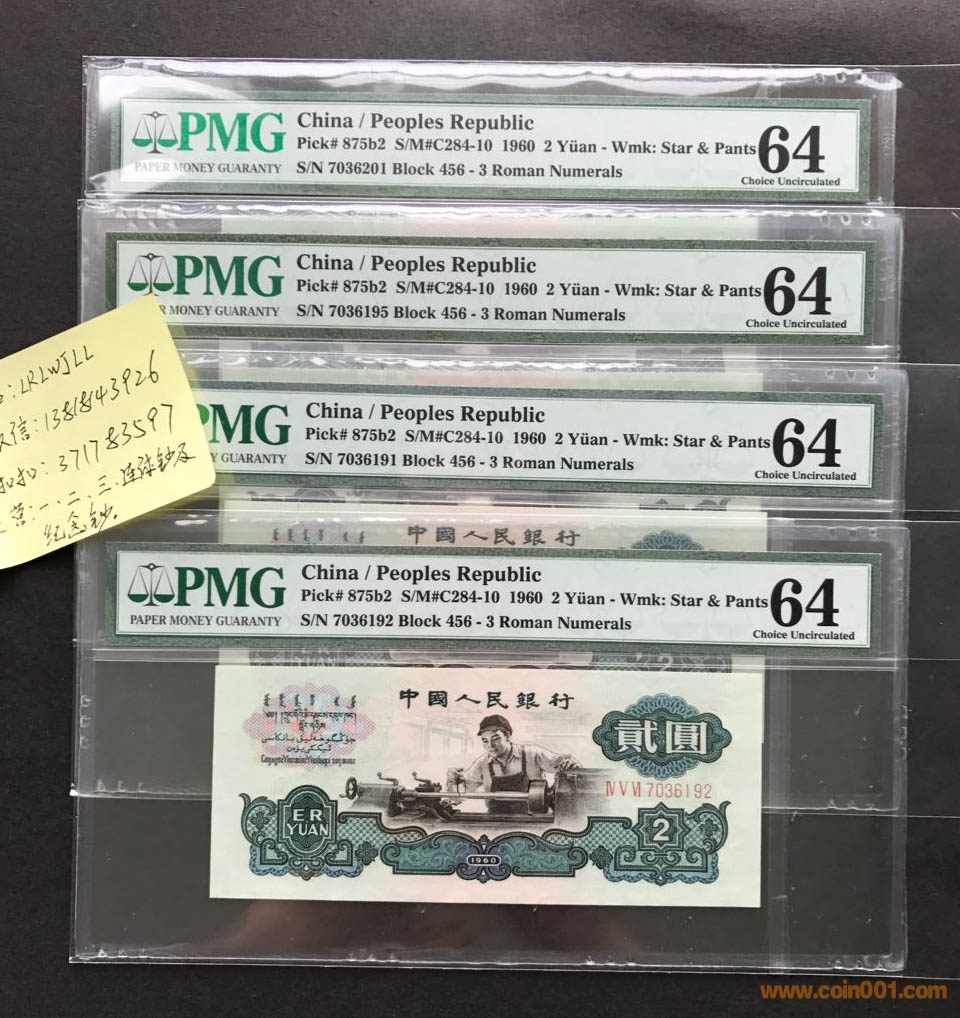 PMG
PAPER MONEY GUARANTY
China / Peoples Republic
Pick# 875b2 S/M#C284-10 1960 2 Yüan - Wmk: Star & Pants
S/N 7036201 Block 456 - 3 Roman Numerals
64
Choice Uncirculated
PMG
MONEY GUARANTY
China / Peoples Republic
Pick# 875b2 S/M#C284-10 1960 2 Yüan - Wmk: Star & Pants
S/N 7036195 Block 456 - 3 Roman Numerals
64
Choice Uncirculated
:LRLWJLL
信:13818143926
扣扣:371783597
营:一、二、三、连体钞及
纪念钞。
MG
GUARANTY
China / Peoples Republic
Pick# 875b2 S/M#C284-10 1960 2 Yüan - Wmk: Star & Pants
S/N 7036191 Block 456 - 3 Roman Numerals
64
Choice Uncirculated
中國人民銀行
PMG
PAPER MONEY GUARANTY
China / Peoples Republic
Pick# 875b2 S/M#C284-10 1960 2 Yüan - Wmk: Star & Pants
S/N 7036192 Block 456 - 3 Roman Numerals
64
Choice Uncirculated
2
中國人民銀行
貳圓
IV V VI 7036192
ER
YUAN
2
1960
www.coin001.com